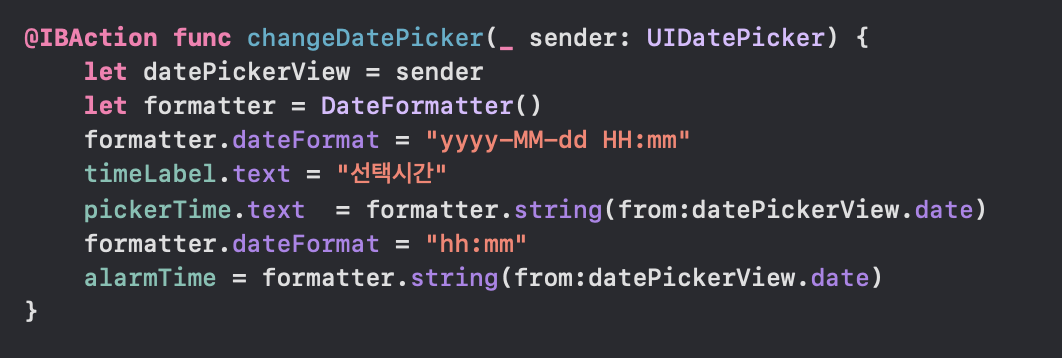 @IBAction func changeDatePicker(_ sender: UIDatePicker) {
    let datePickerView = sender
    let formatter = DateFormatter()
    formatter.dateFormat = "yyyy-MM-dd HH:mm"
    timeLabel.text = "선택시간"
    pickerTime.text  = formatter.string(from:datePickerView.date)
    formatter.dateFormat = "hh:mm"
    alarmTime = formatter.string(from:datePickerView.date)
}